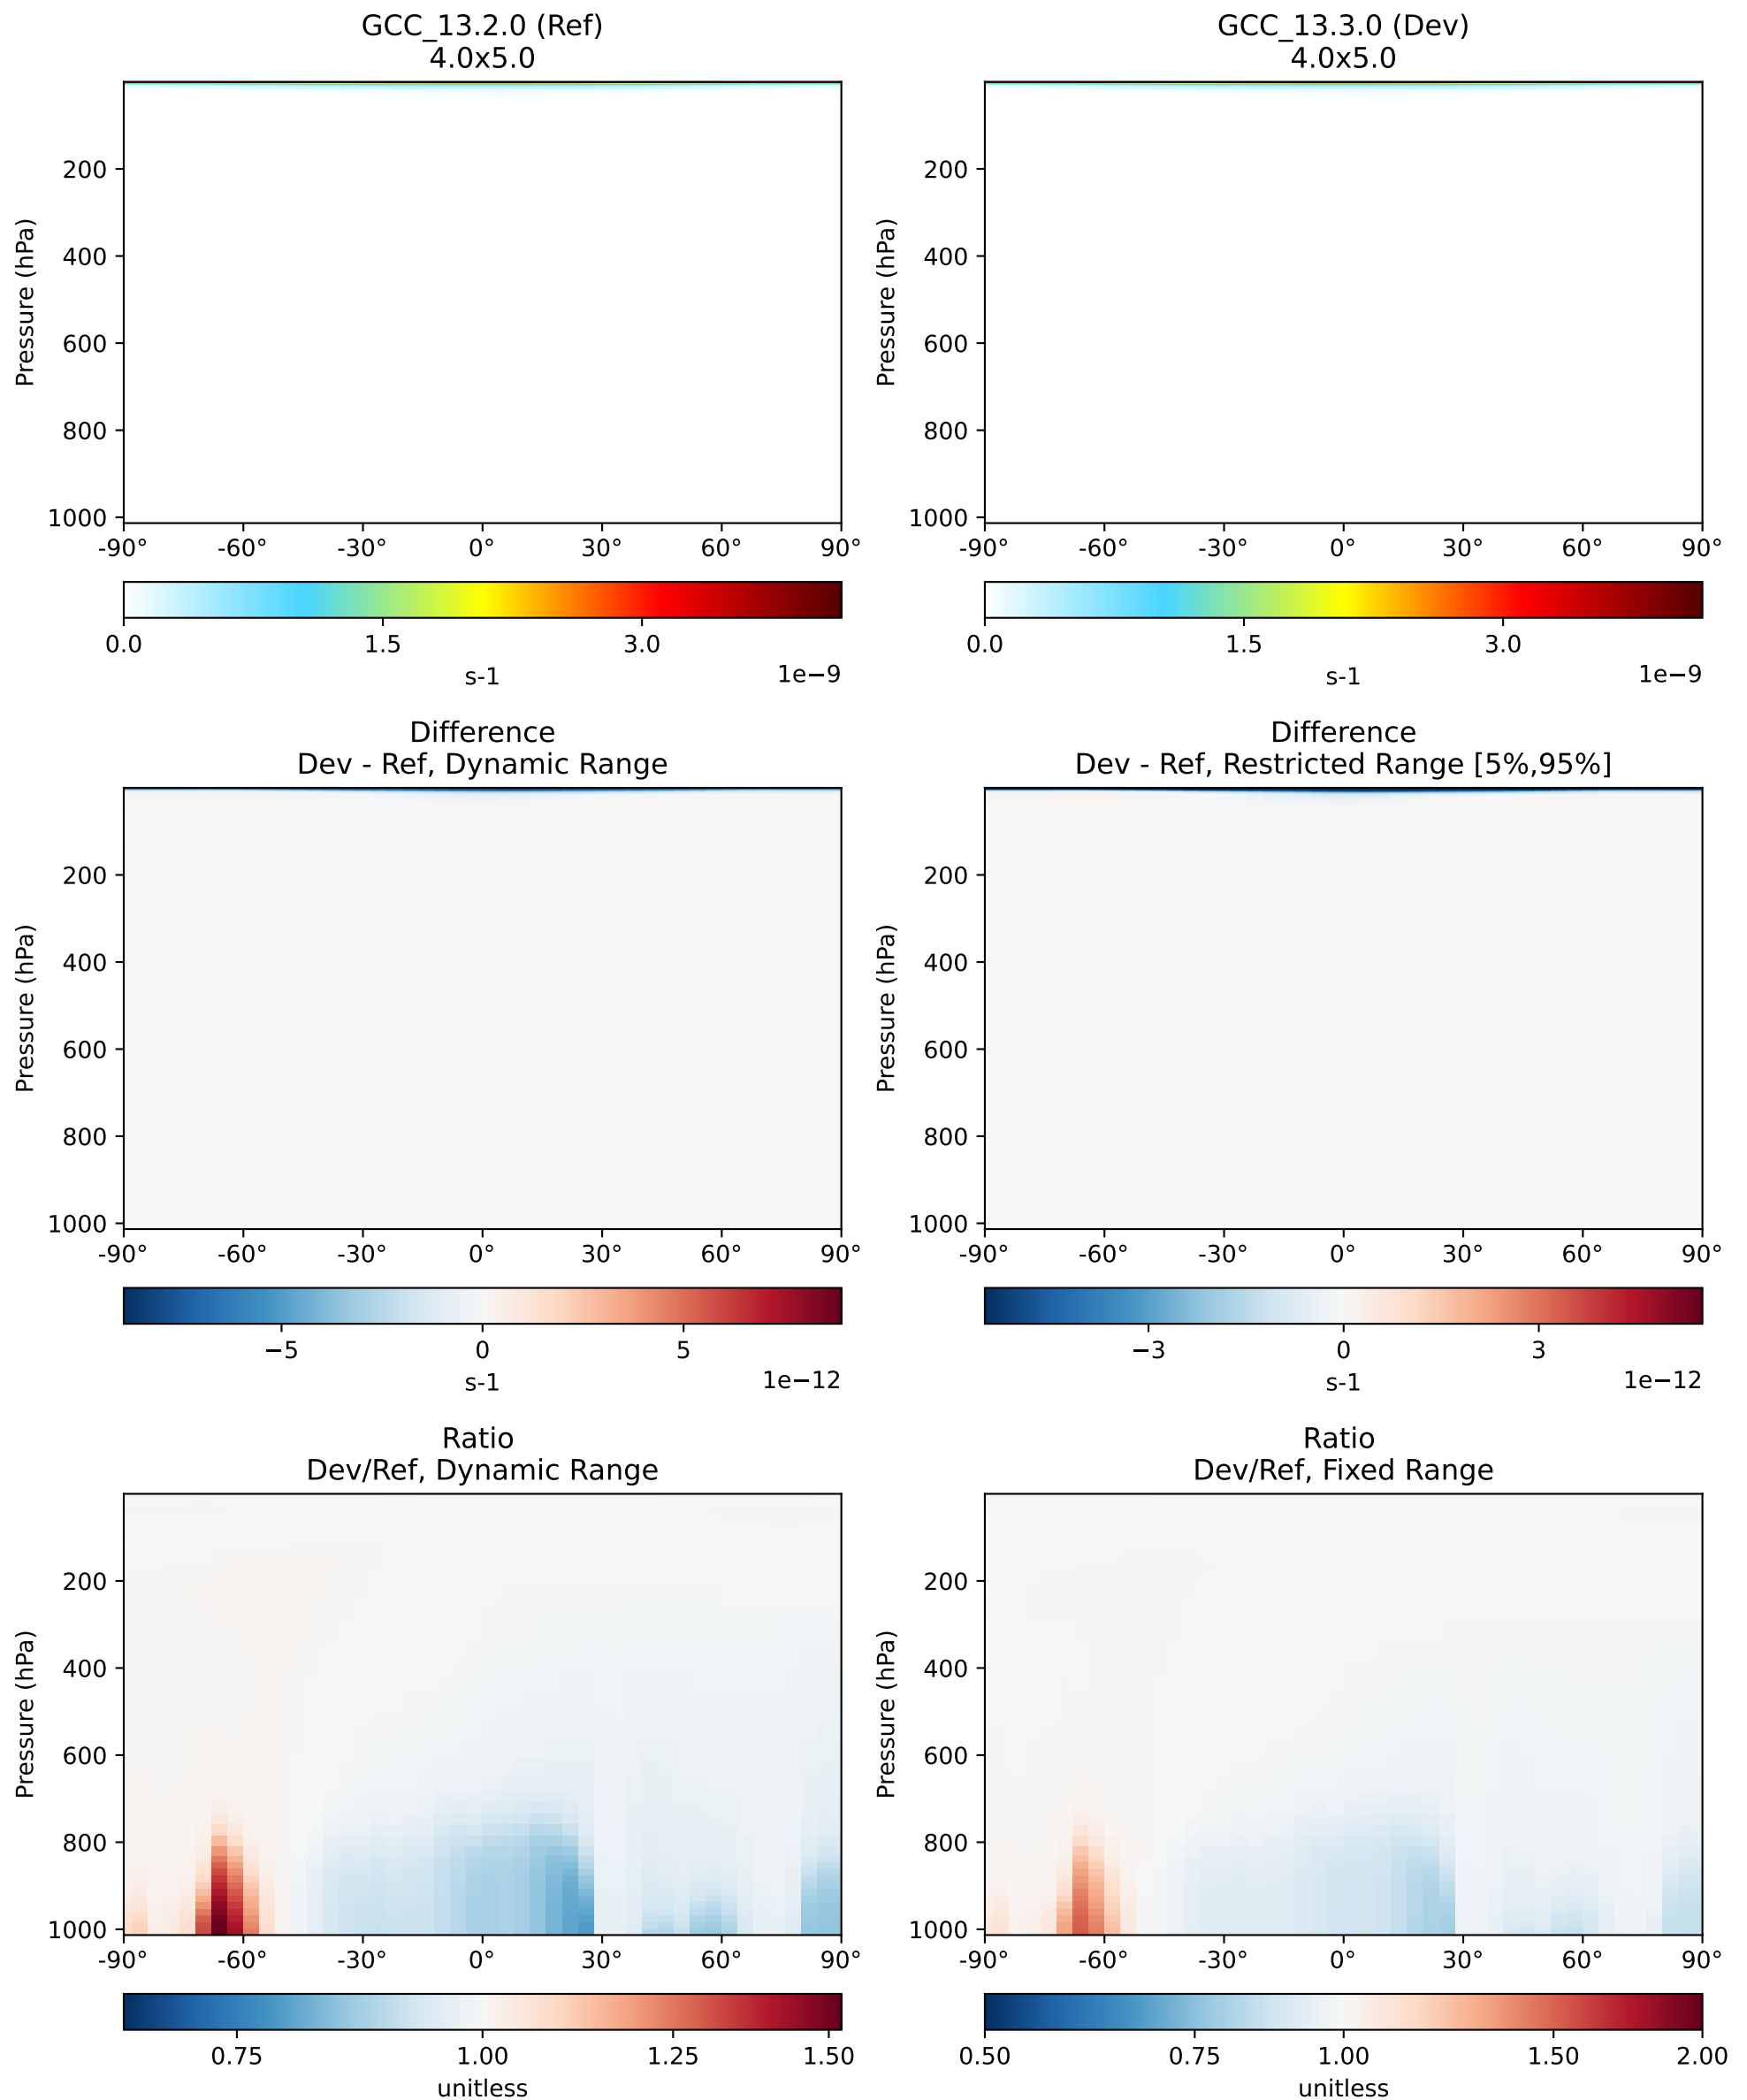 GCC_13.2.0 (Ref)
4.0x5.0
Pressure (hPa)
200
400
600
800
1000
-90° -60° -30° 0° 30° 60° 90°
0.0 1.5 3.0
s-1 1e−9
GCC_13.3.0 (Dev)
4.0x5.0
Pressure (hPa)
200
400
600
800
1000
-90° -60° -30° 0° 30° 60° 90°
0.0 1.5 3.0
s-1 1e−9
Difference
Dev - Ref, Dynamic Range
Pressure (hPa)
200
400
600
800
1000
-90° -60° -30° 0° 30° 60° 90°
−5 0 5
s-1 1e−12
Difference
Dev - Ref, Restricted Range [5%,95%]
Pressure (hPa)
200
400
600
800
1000
-90° -60° -30° 0° 30° 60° 90°
−3 0 3
s-1 1e−12
Ratio
Dev/Ref, Dynamic Range
Pressure (hPa)
200
400
600
800
1000
-90° -60° -30° 0° 30° 60° 90°
0.75 1.00 1.25 1.50
unitless
Ratio
Dev/Ref, Fixed Range
Pressure (hPa)
200
400
600
800
1000
-90° -60° -30° 0° 30° 60° 90°
0.50 0.75 1.00 1.50 2.00
unitless